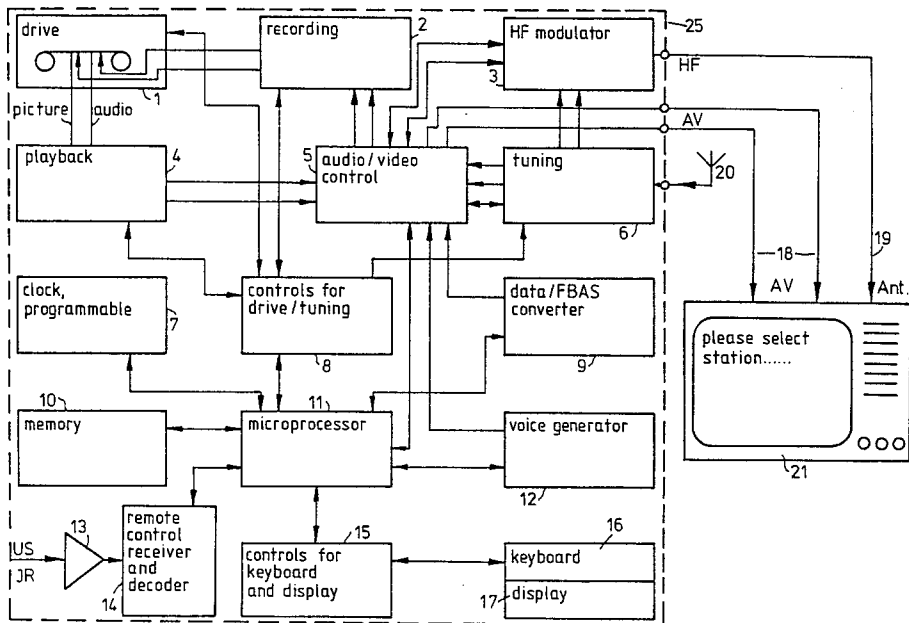 drive
1
picture
audio
recording
2
HF modulator
3
25
HF
AV
playback
4
5
audio/video
control
tuning
6
20
18
19
AV
Ant.
clock,
programmable
7
controls for
drive/tuning
8
data/FBAS
converter
9
please select
station......
21
10
memory
11
microprocessor
voice generator
12
US
JR
13
remote
control
receiver
and
decoder
14
15
controls for
keyboard
and display
16
keyboard
17
display